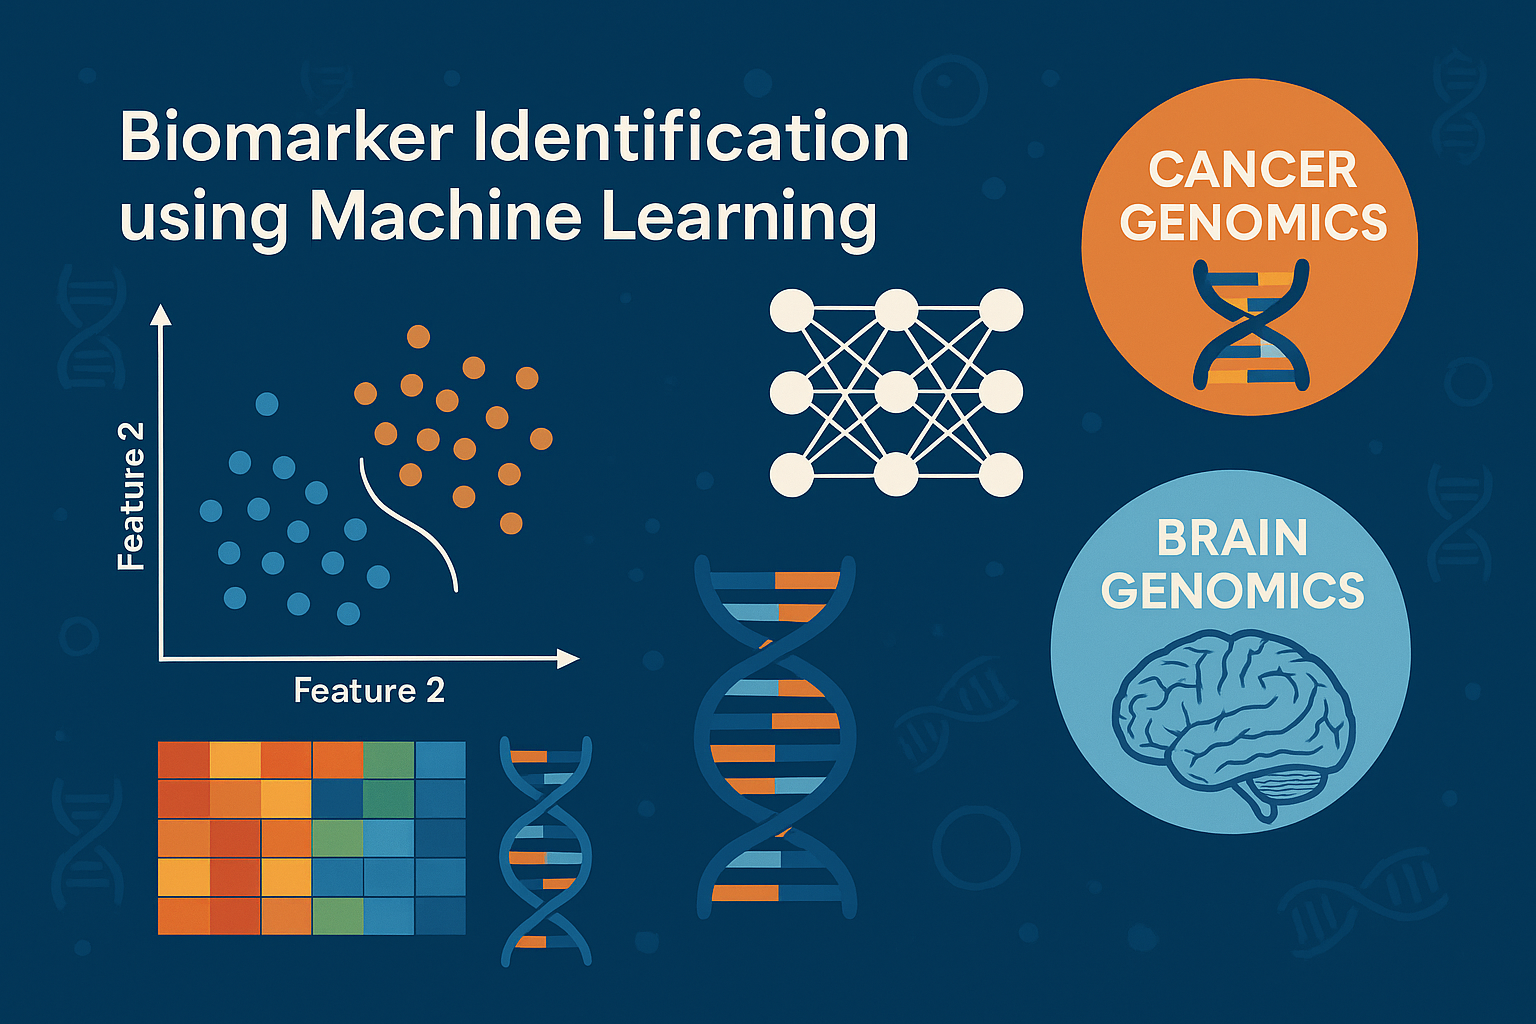 Biomarker Identification
using Machine Learning
CANCER
GENOMICS
Feature 2
Feature 2
BRAIN
GENOMICS